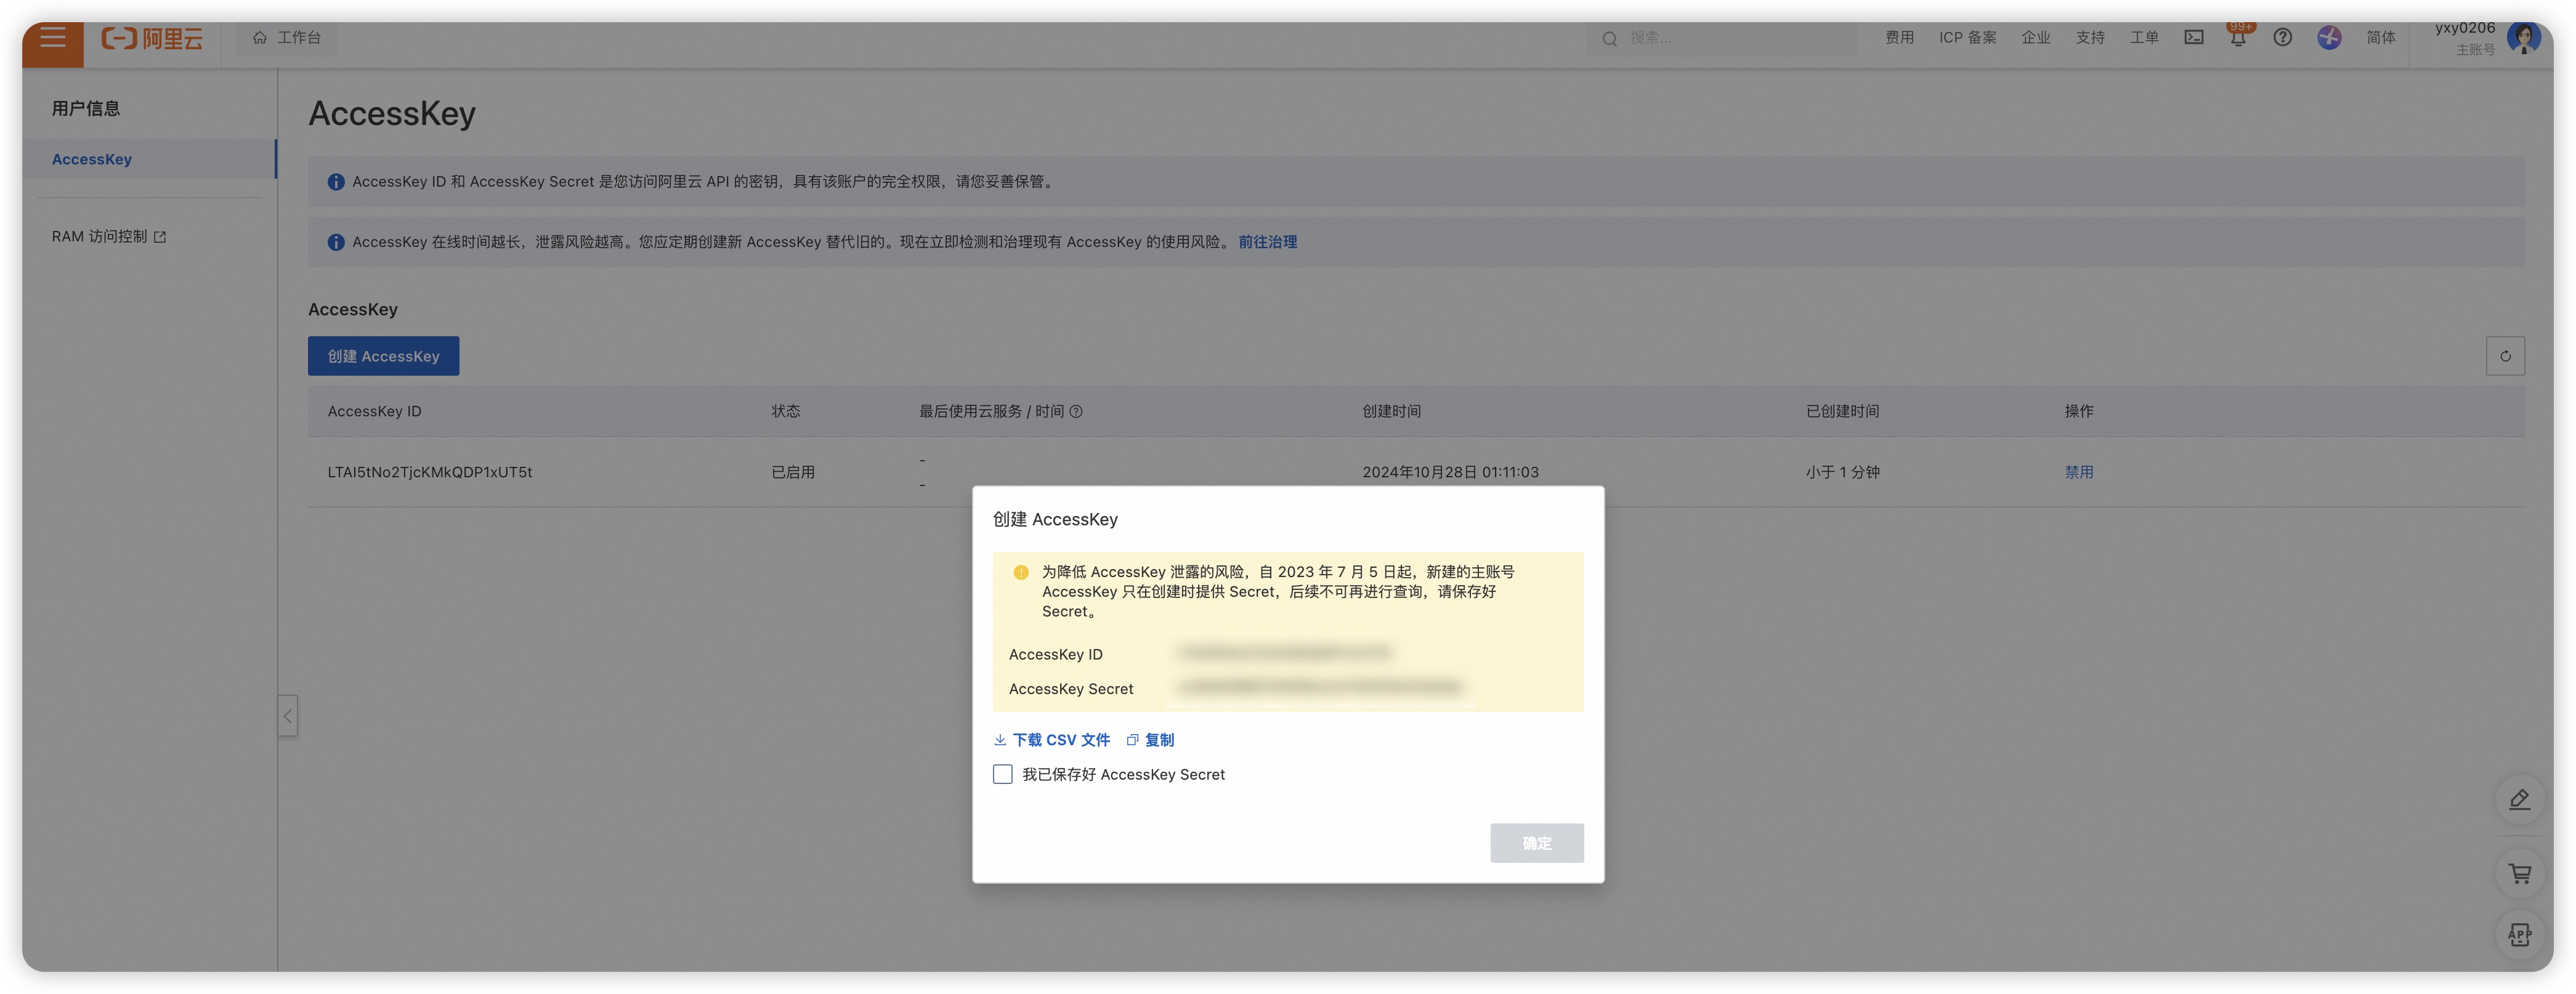 阿里云
工作台
搜索...
费用
ICP 备案
企业
支持
工单
99+
简体
yxy0206
主账号
用户信息
AccessKey
RAM 访问控制
AccessKey
AccessKey ID 和 AccessKey Secret 是您访问阿里云 API 的密钥，具有该账户的完全权限，请您妥善保管。
AccessKey 在线时间越长，泄露风险越高。您应定期创建新 AccessKey 替代旧的。现在立即检测和治理现有 AccessKey 的使用风险。 前往治理
AccessKey
创建 AccessKey
AccessKey ID 状态 最后使用云服务 / 时间 创建时间 已创建时间 操作
LTAI5tNo2TjcKMkQDP1xUT5t 已启用 - - 2024年10月28日 01:11:03 小于 1 分钟 禁用
创建 AccessKey
为降低 AccessKey 泄露的风险，自 2023 年 7 月 5 日起，新建的主账号
AccessKey 只在创建时提供 Secret，后续不可再进行查询，请保存好
Secret。
AccessKey ID
AccessKey Secret
下载 CSV 文件 复制
我已保存好 AccessKey Secret
确定
APP